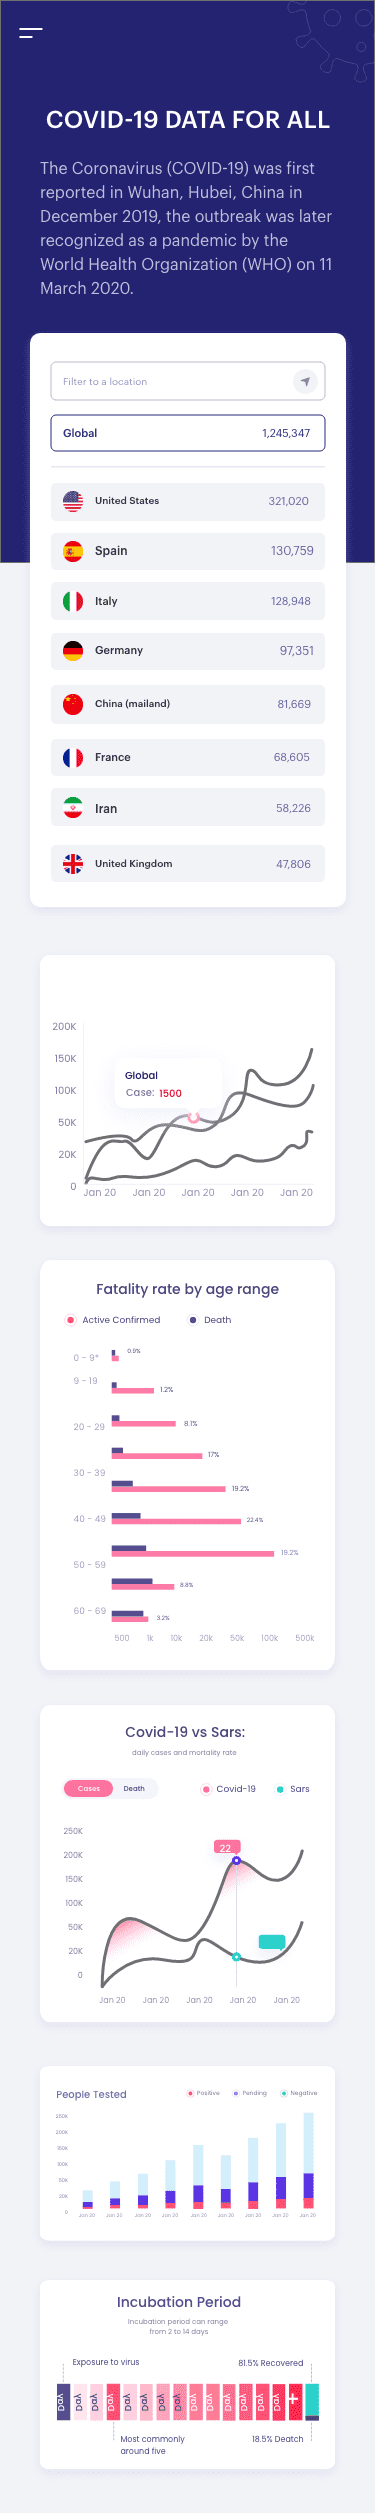 COVID-19 DATA FOR ALL
The Coronavirus (COVID-19) was first
reported in Wuhan, Hubei, China in
December 2019, the outbreak was later
recognized as a pandemic by the
World Health Organization (WHO) on 11
March 2020.
Filter to a location
Global 1,245,347
United States 321,020
Spain 130,759
Italy 128,948
Germany 97,351
China (mailand) 81,669
France 68,605
Iran 58,226
United Kingdom 47,806
200K
150K
100K
50K
20K
0
Global
Case: 1500
Jan 20 Jan 20 Jan 20 Jan 20 Jan 20
Fatality rate by age range
Active Confirmed Death
0 - 9* 0.9%
9 - 19 1.2%
20 - 29 8.1%
17%
30 - 39 19.2%
40 - 49 22.4%
50 - 59 19.2%
8.8%
60 - 69 3.2%
500 1k 10k 20k 50k 100k 500k
Covid-19 vs Sars:
daily cases and mortality rate
Cases Death Covid-19 Sars
250K
200K
150K
100K
50K
20K
0
22
Jan 20 Jan 20 Jan 20 Jan 20 Jan 20
People Tested
Positive Pending Negative
250K
200K
150K
100K
50K
20K
0
Jan 20 Jan 20 Jan 20 Jan 20 Jan 20 Jan 20 Jan 20 Jan 20 Jan 20
Incubation Period
Incubation period can range
from 2 to 14 days
Exposure to virus 81.5% Recovered
DAY DAY DAY DAY DAY DAY DAY DAY DAY DAY DAY DAY DAY DAY +
Most commonly
around five
18.5% Deatch